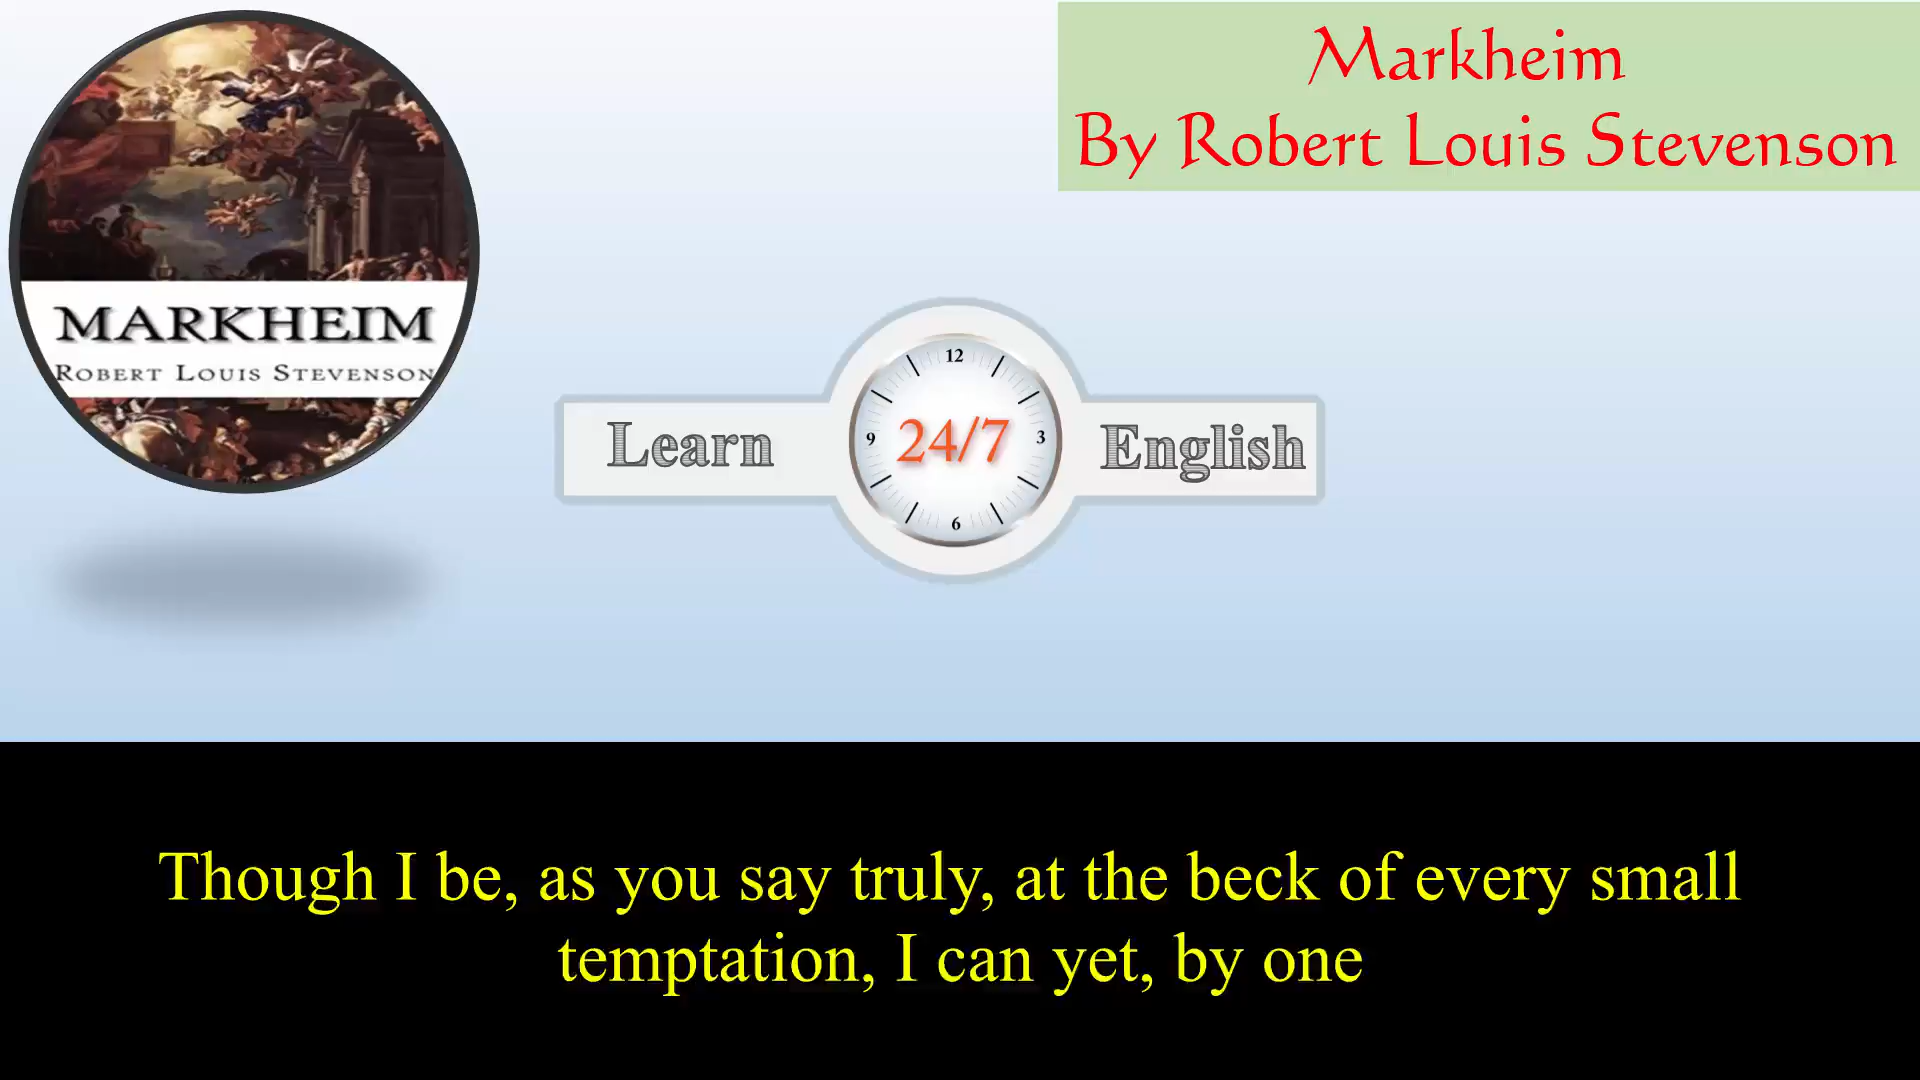 Markheim
By Robert Louis Stevenson
MARKHEIM
ROBERT LOUIS STEVENSON
12
9
3
6
Learn 24/7 English
Though I be, as you say truly, at the beck of every small
temptation, I can yet, by one